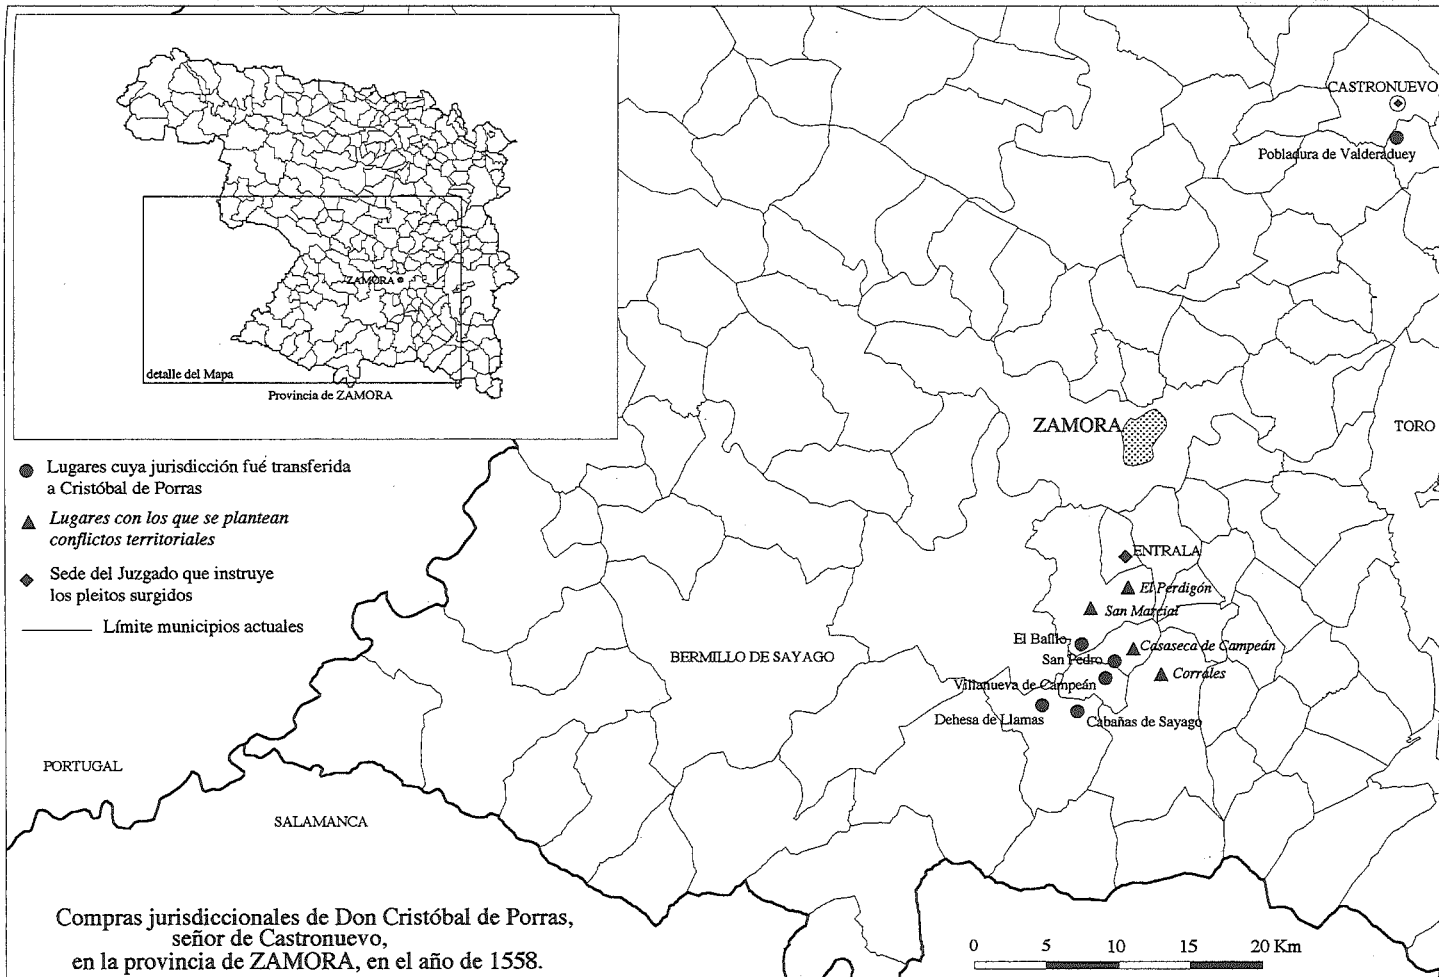 ZAMORA
detalle del Mapa
Provincia de ZAMORA
Lugares cuya jurisdicción fué transferida
a Cristóbal de Porras
Lugares con los que se plantean
conflictos territoriales
Sede del Juzgado que instruye
los pleitos surgidos
Límite municipios actuales
CASTRONUEVO
Pobladura de Valderaduey
ZAMORA
TORO
ENTRALA
El Perdigón
San Marcial
El
Casaseca de Campeán
San Pedro
Corrales
Villanueva de Campeán
Dehesa de Llamas
Cabañas de Sayago
BERMILLO DE SAYAGO
PORTUGAL
SALAMANCA
Compras jurisdiccionales de Don Cristóbal de Porras,
señor de Castronuevo,
en la provincia de ZAMORA, en el año de 1558.
0 5 10 15 20 Km